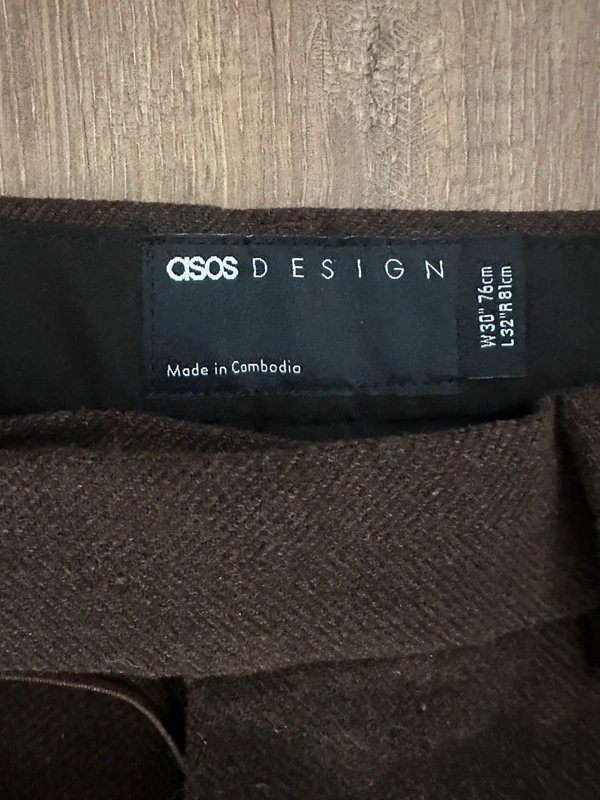 asos DESIGN
Made in Cambodia
W30" 76cm
L32"R 81cm